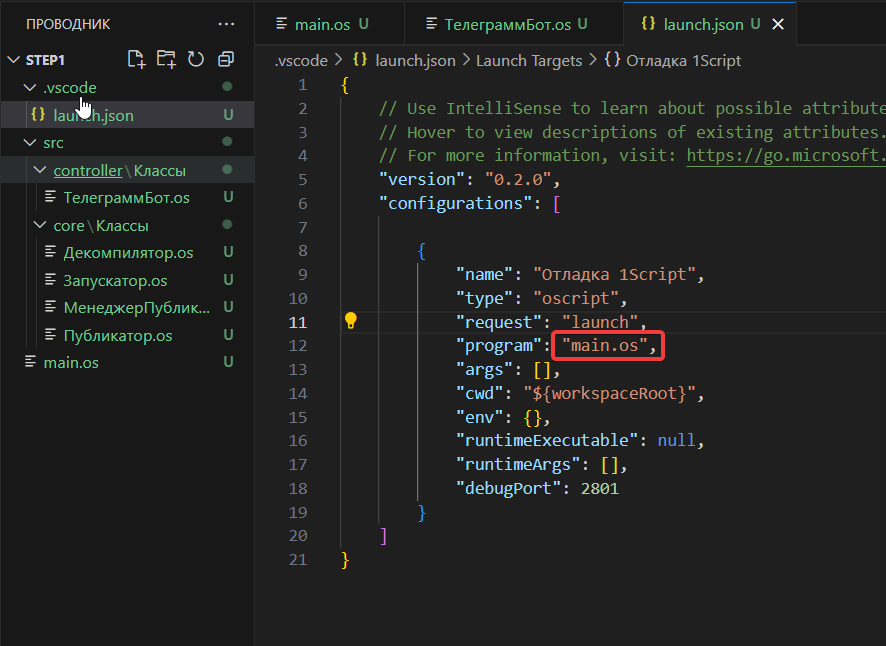 ПРОВОДНИК ...
STEP1
.vscode
launch.json U
src
controller\Классы
ТелеграммБот.os U
core\Классы
Декомпилятор.os U
Запускатор.os U
МенеджерПублик... U
Публикатор.os U
main.os U
main.os U ТелеграммБот.os U {} launch.json U
.vscode > {} launch.json > Launch Targets > {} Отладка 1Script
1 {
2 // Use IntelliSense to learn about possible attribute
3 // Hover to view descriptions of existing attributes.
4 // For more information, visit: https://go.microsoft.
5 "version": "0.2.0",
6 "configurations": [
7
8 {
9 "name": "Отладка 1Script",
10 "type": "oscript",
11 "request": "launch",
12 "program": "main.os",
13 "args": [],
14 "cwd": "${workspaceRoot}",
15 "env": {},
16 "runtimeExecutable": null,
17 "runtimeArgs": [],
18 "debugPort": 2801
19 }
20 ]
21 }